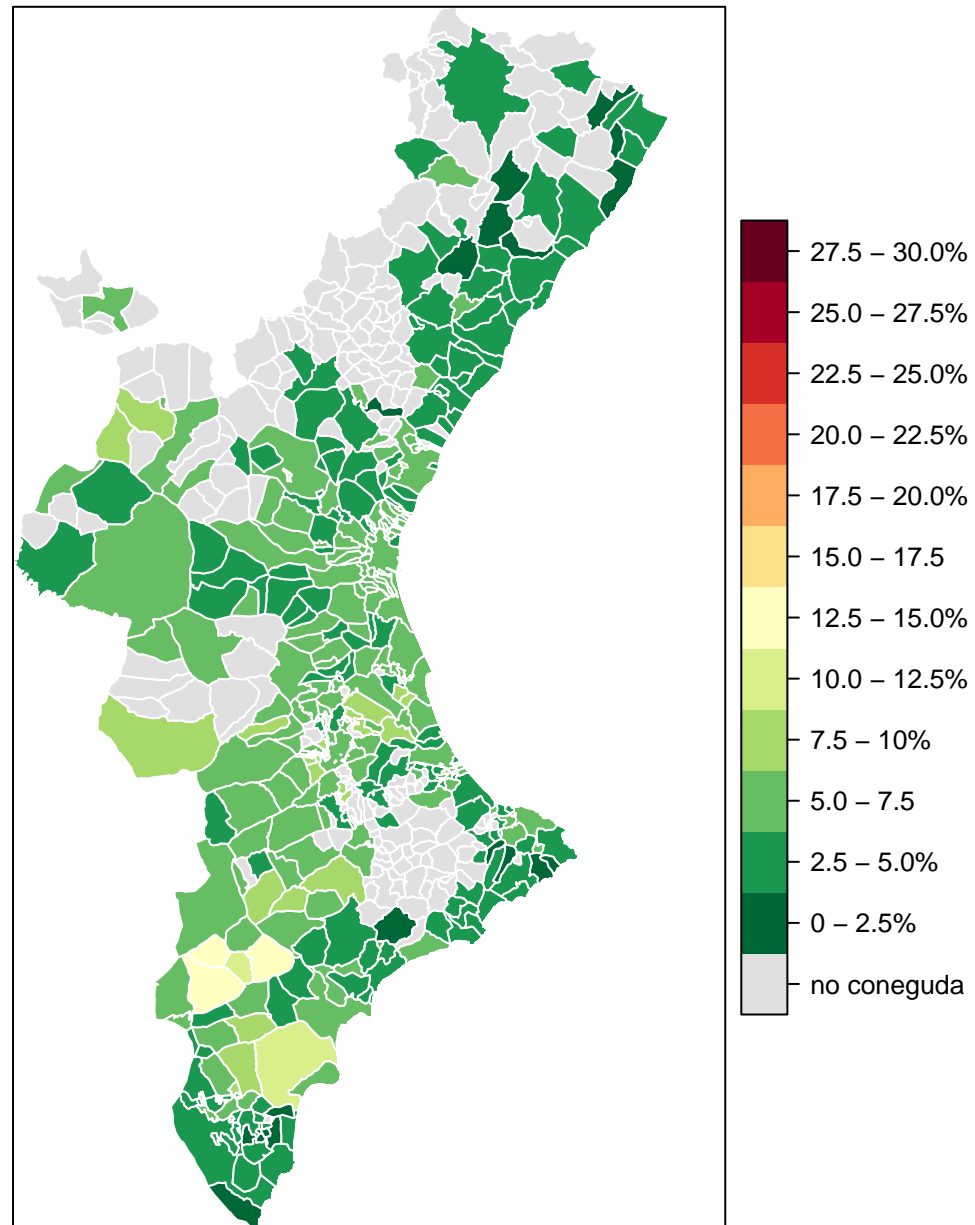 27.5 – 30.0%
25.0 – 27.5%
22.5 – 25.0%
20.0 – 22.5%
17.5 – 20.0%
15.0 – 17.5
12.5 – 15.0%
10.0 – 12.5%
7.5 – 10%
5.0 – 7.5
2.5 – 5.0%
0 – 2.5%
no coneguda